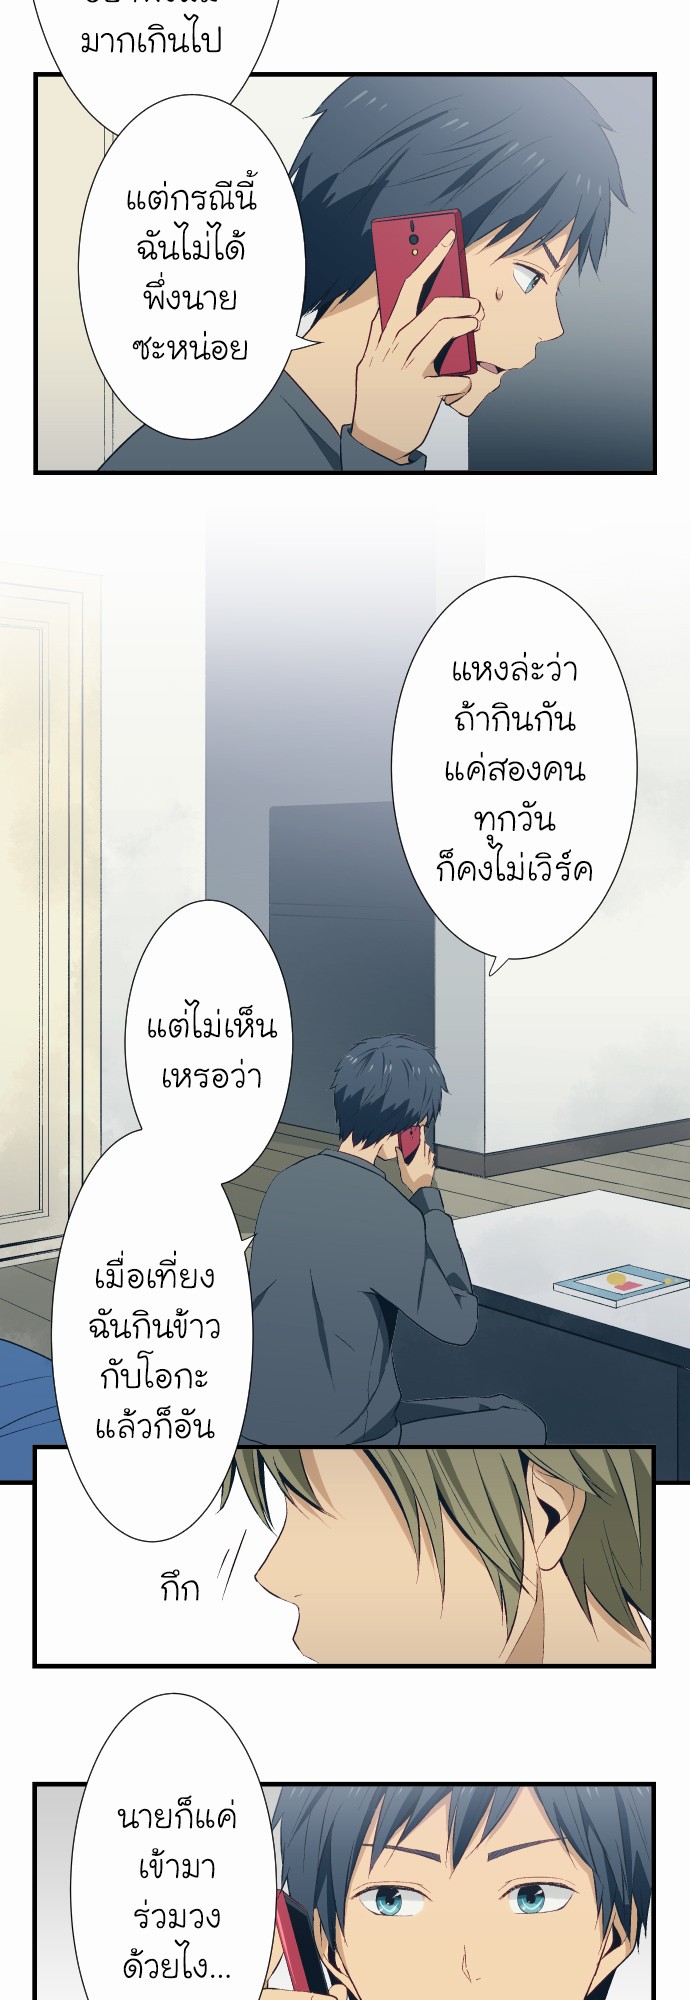 มากเกินไป
แต่กรณีนี้
ฉันไม่ได้
พึ่งนาย
ซะหน่อย
แหงล่ะว่า
ถ้ากินกัน
แค่สองคน
ทุกวัน
ก็คงไม่เวิร์ค
แต่ไม่เห็น
เหรอว่า
เมื่อเที่ยง
ฉันกินข้าว
กับโอกะ
แล้วก็อัน
กึก
นายก็แค่
เข้ามา
ร่วมวง
ด้วยไง...